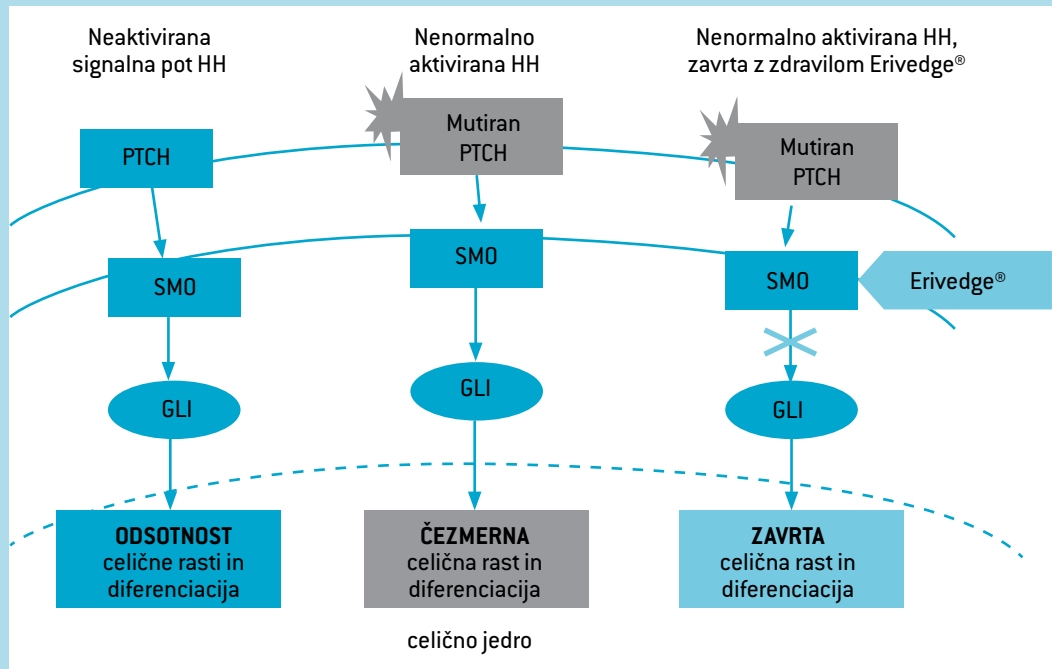 Neaktivirana
signalna pot HH
Nenormalno
aktivirana HH
Nenormalno aktivirana HH,
zavrta z zdravilom Erivedge®
PTCH
Mutiran
PTCH
Mutiran
PTCH
SMO
SMO
SMO
Erivedge®
GLI
GLI
GLI
ODSOTNOST
celične rasti in
diferenciacija
ČEZMERNA
celična rast in
diferenciacija
ZAVRTA
celična rast in
diferenciacija
celično jedro